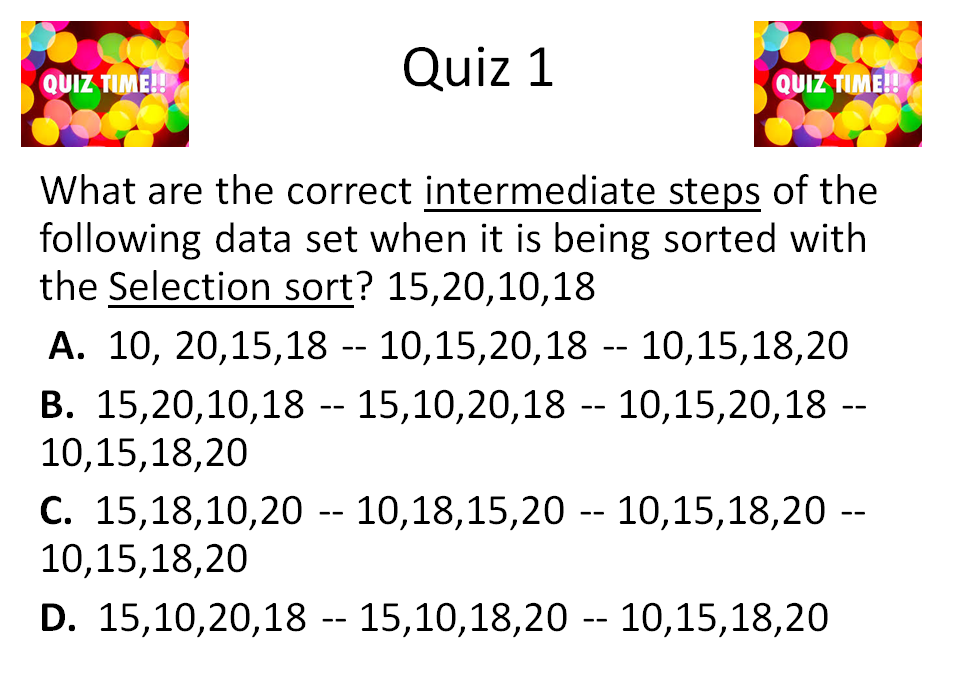 QUIZ TIME!!
Quiz 1
QUIZ TIME!!
What are the correct intermediate steps of the
following data set when it is being sorted with
the Selection sort? 15,20,10,18
A. 10, 20,15,18 -- 10,15,20,18 -- 10,15,18,20
B. 15,20,10,18 -- 15,10,20,18 -- 10,15,20,18 --
10,15,18,20
C. 15,18,10,20 -- 10,18,15,20 -- 10,15,18,20 --
10,15,18,20
D. 15,10,20,18 -- 15,10,18,20 -- 10,15,18,20